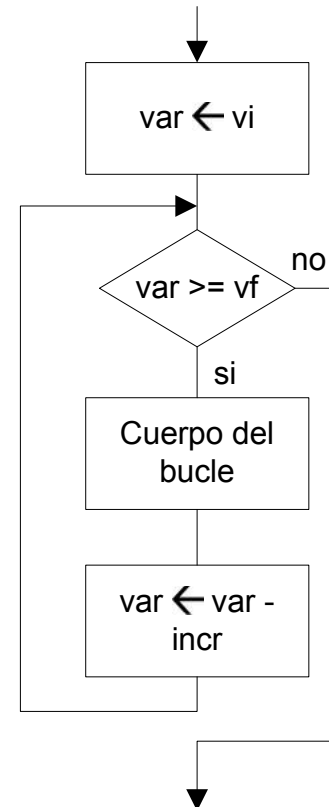 var ← vi
var >= vf
no
si
Cuerpo del
bucle
var ← var -
incr